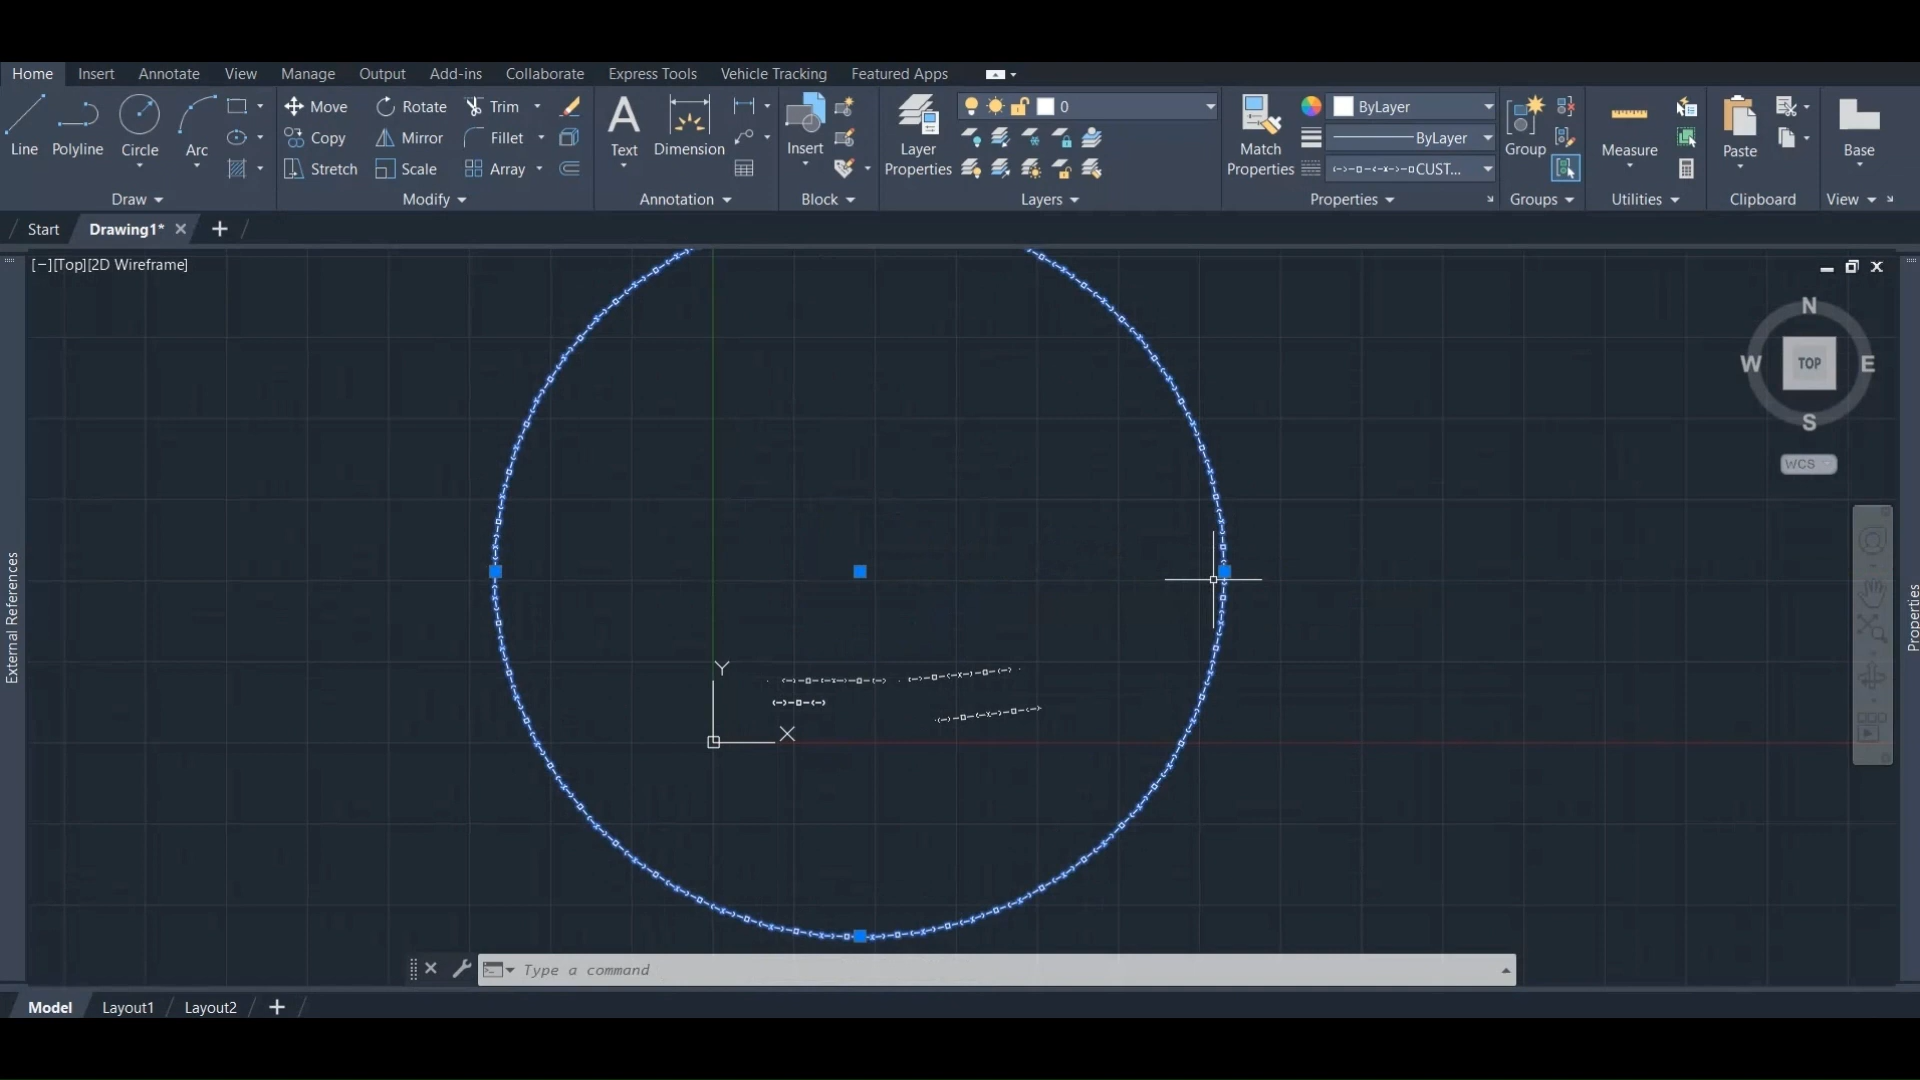 Home Insert Annotate View Manage Output Add-ins Collaborate Express Tools Vehicle Tracking Featured Apps
Line Polyline Circle Arc
Move Rotate Trim
Copy Mirror Fillet
Stretch Scale Array
Text Dimension
Insert
Layer Properties
0
Match Properties
ByLayer
ByLayer
CUST...
Group
Measure
Paste
Base
Draw Modify Annotation Block Layers Properties Groups Utilities Clipboard View
Start Drawing1*
[−][Top][2D Wireframe]
N
W TOP E
S
WCS
External References
Properties
Y
X
Type a command
Model Layout1 Layout2